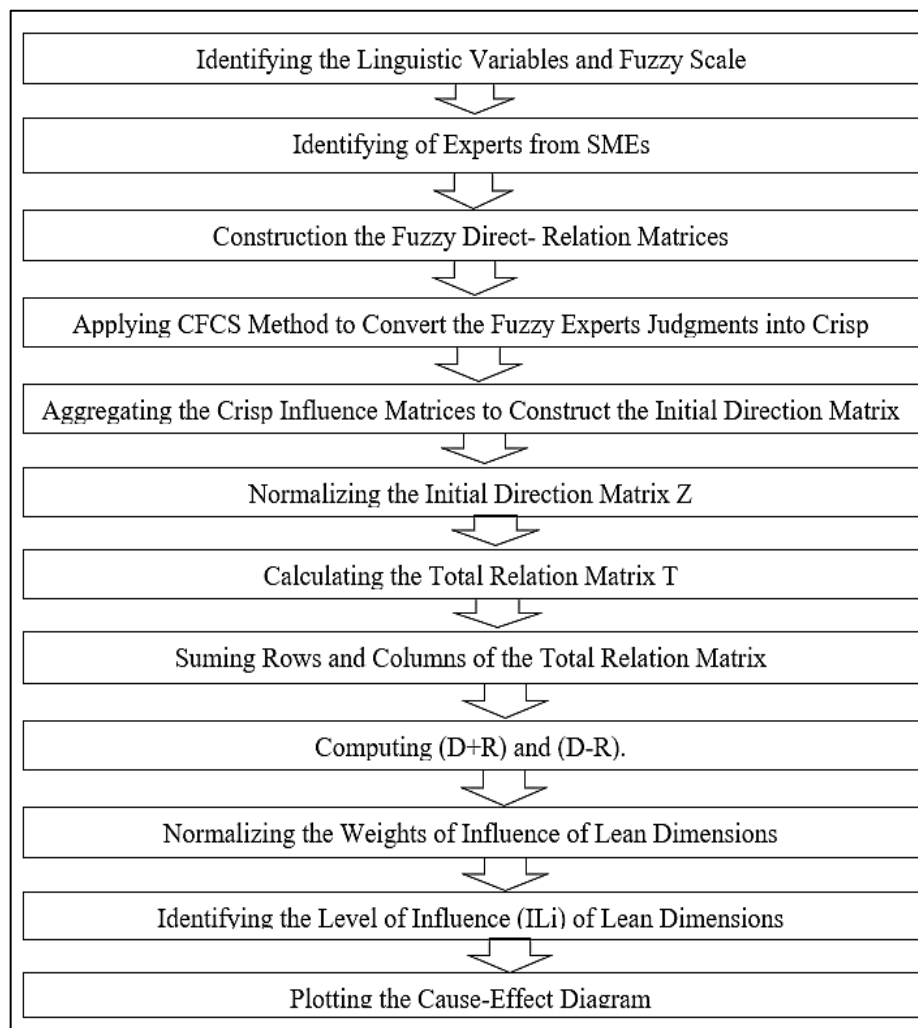 Identifying the Linguistic Variables and Fuzzy Scale
Identifying of Experts from SMEs
Construction the Fuzzy Direct- Relation Matrices
Applying CFCS Method to Convert the Fuzzy Experts Judgments into Crisp
Aggregating the Crisp Influence Matrices to Construct the Initial Direction Matrix
Normalizing the Initial Direction Matrix Z
Calculating the Total Relation Matrix T
Suming Rows and Columns of the Total Relation Matrix
Computing (D+R) and (D-R).
Normalizing the Weights of Influence of Lean Dimensions
Identifying the Level of Influence (ILi) of Lean Dimensions
Plotting the Cause-Effect Diagram